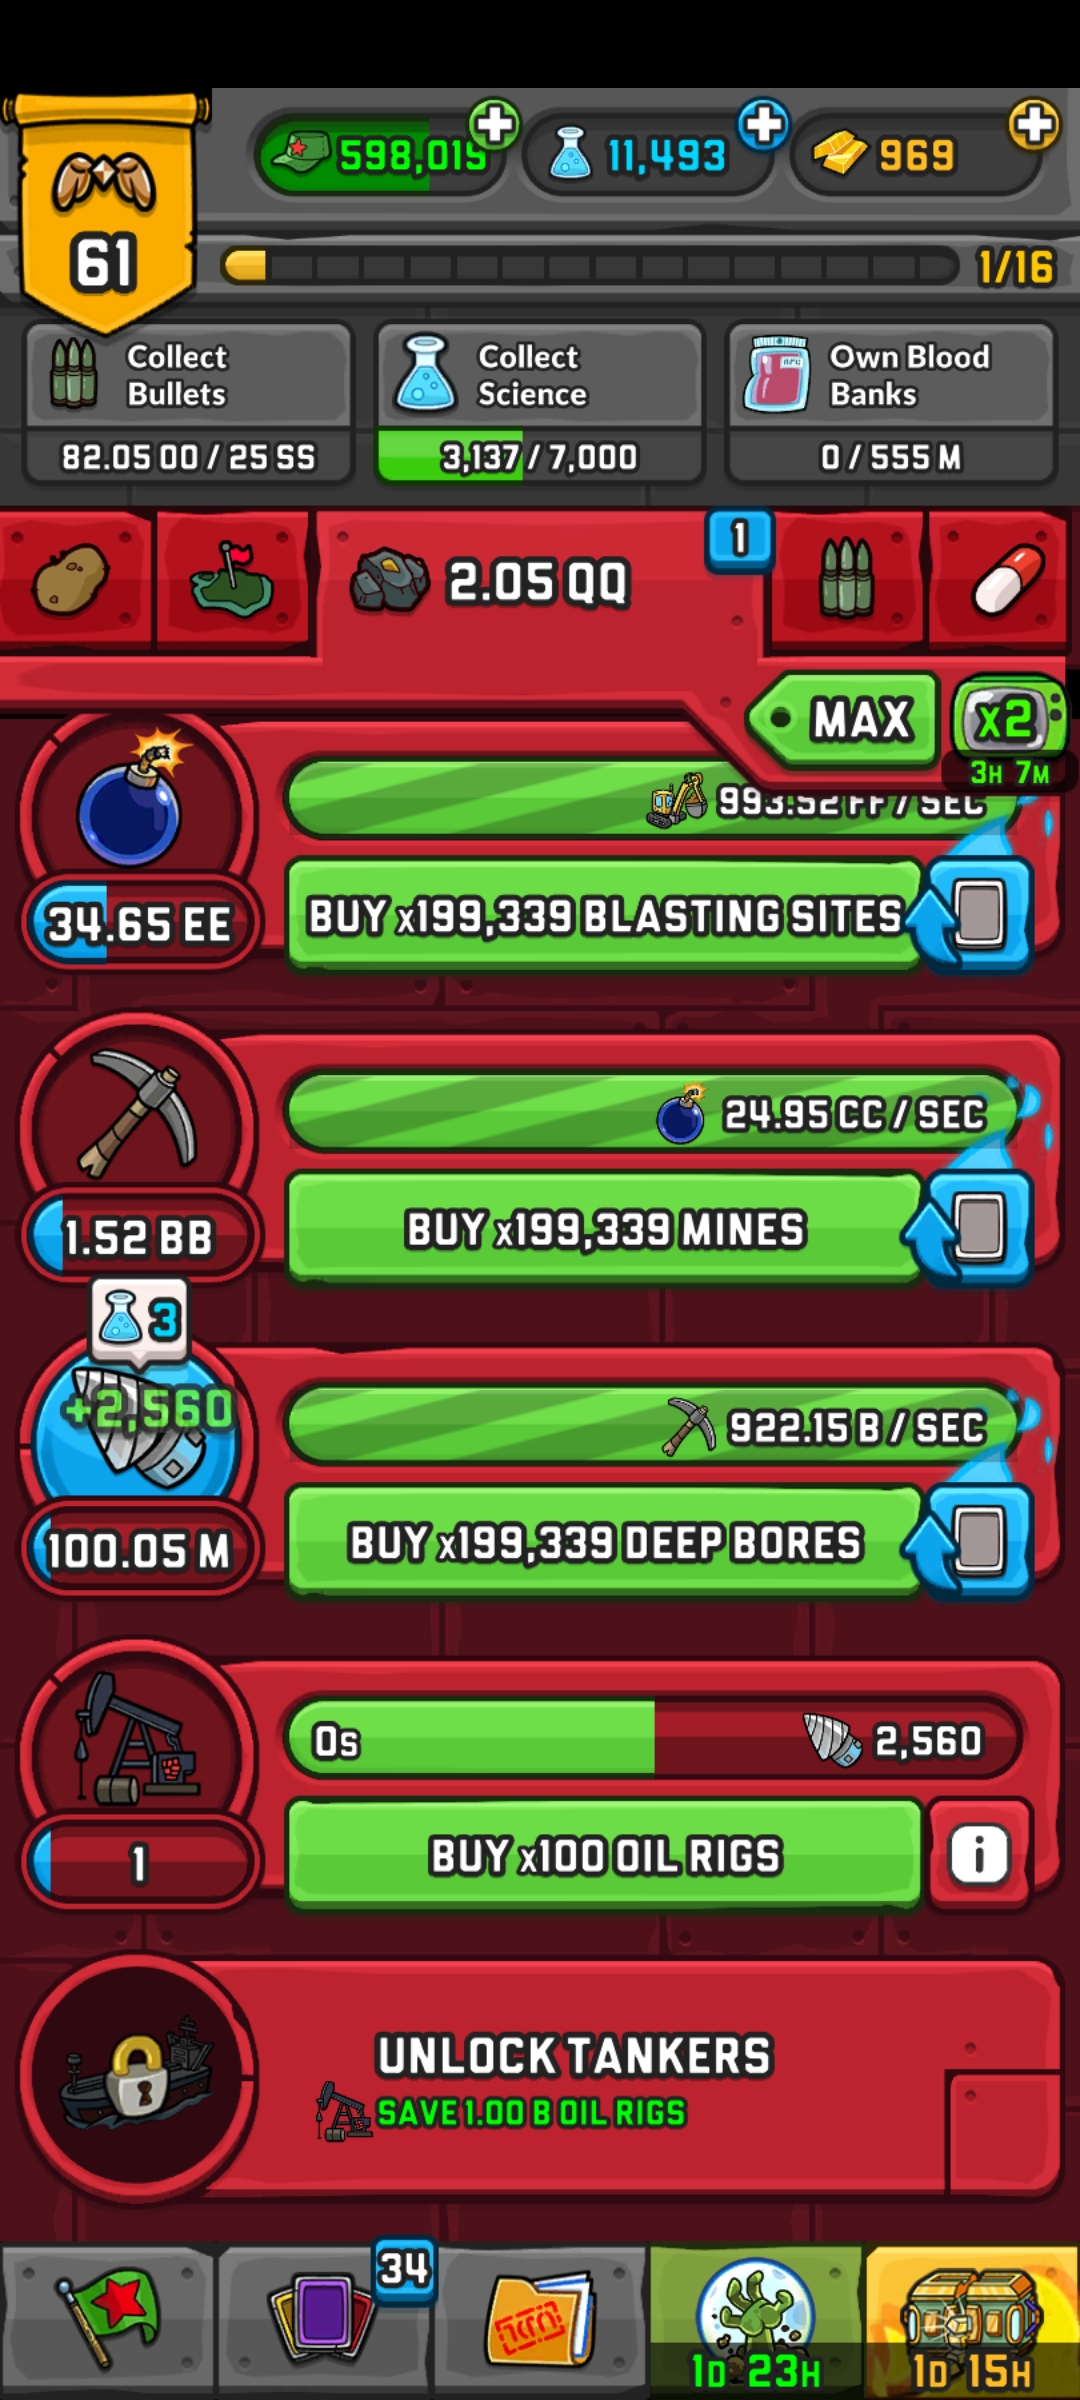 598,019
11,493
969
61
1/16
Collect
Bullets
82.05 OO / 25 SS
Collect
Science
3,137 / 7,000
Own Blood
Banks
0 / 555 M
2.05 QQ
1
MAX
x2
3H 7M
993.52 FF / SEC
34.65 EE
BUY x199,339 BLASTING SITES
24.95 CC / SEC
1.52 BB
BUY x199,339 MINES
3
+2,560
922.15 B / SEC
100.05 M
BUY x199,339 DEEP BORES
0s
2,560
1
BUY x100 OIL RIGS
i
UNLOCK TANKERS
SAVE 1.00 B OIL RIGS
34
1D 23H
1D 15H